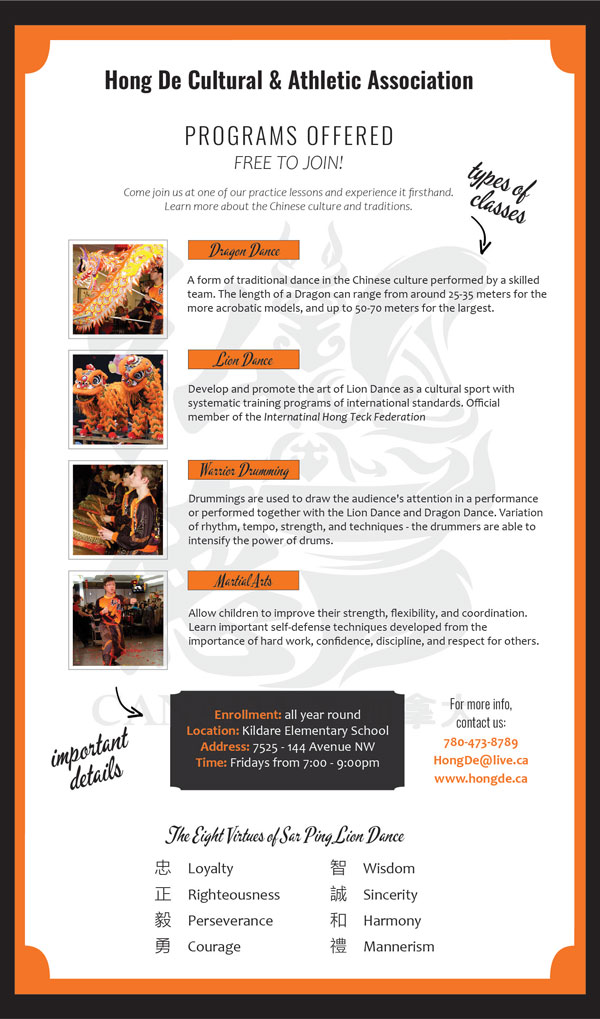 Hong De Cultural & Athletic Association
PROGRAMS OFFERED
FREE TO JOIN!
Come join us at one of our practice lessons and experience it firsthand.
Learn more about the Chinese culture and traditions.
types of
classes
Dragon Dance
A form of traditional dance in the Chinese culture performed by a skilled
team. The length of a Dragon can range from around 25-35 meters for the
more acrobatic models, and up to 50-70 meters for the largest.
Lion Dance
Develop and promote the art of Lion Dance as a cultural sport with
systematic training programs of international standards. Official
member of the Internatinal Hong Teck Federation
Warrior Drumming
Drummings are used to draw the audience's attention in a performance
or performed together with the Lion Dance and Dragon Dance. Variation
of rhythm, tempo, strength, and techniques - the drummers are able to
intensify the power of drums.
Martial Arts
Allow children to improve their strength, flexibility, and coordination.
Learn important self-defense techniques developed from the
importance of hard work, confidence, discipline, and respect for others.
important
details
Enrollment: all year round
Location: Kildare Elementary School
Address: 7525 - 144 Avenue NW
Time: Fridays from 7:00 - 9:00pm
For more info,
contact us:
780-473-8789
HongDe@live.ca
www.hongde.ca
The Eight Virtues of Sar Ping Lion Dance
忠 Loyalty 智 Wisdom
正 Righteousness 誠 Sincerity
毅 Perseverance 和 Harmony
勇 Courage 禮 Mannerism